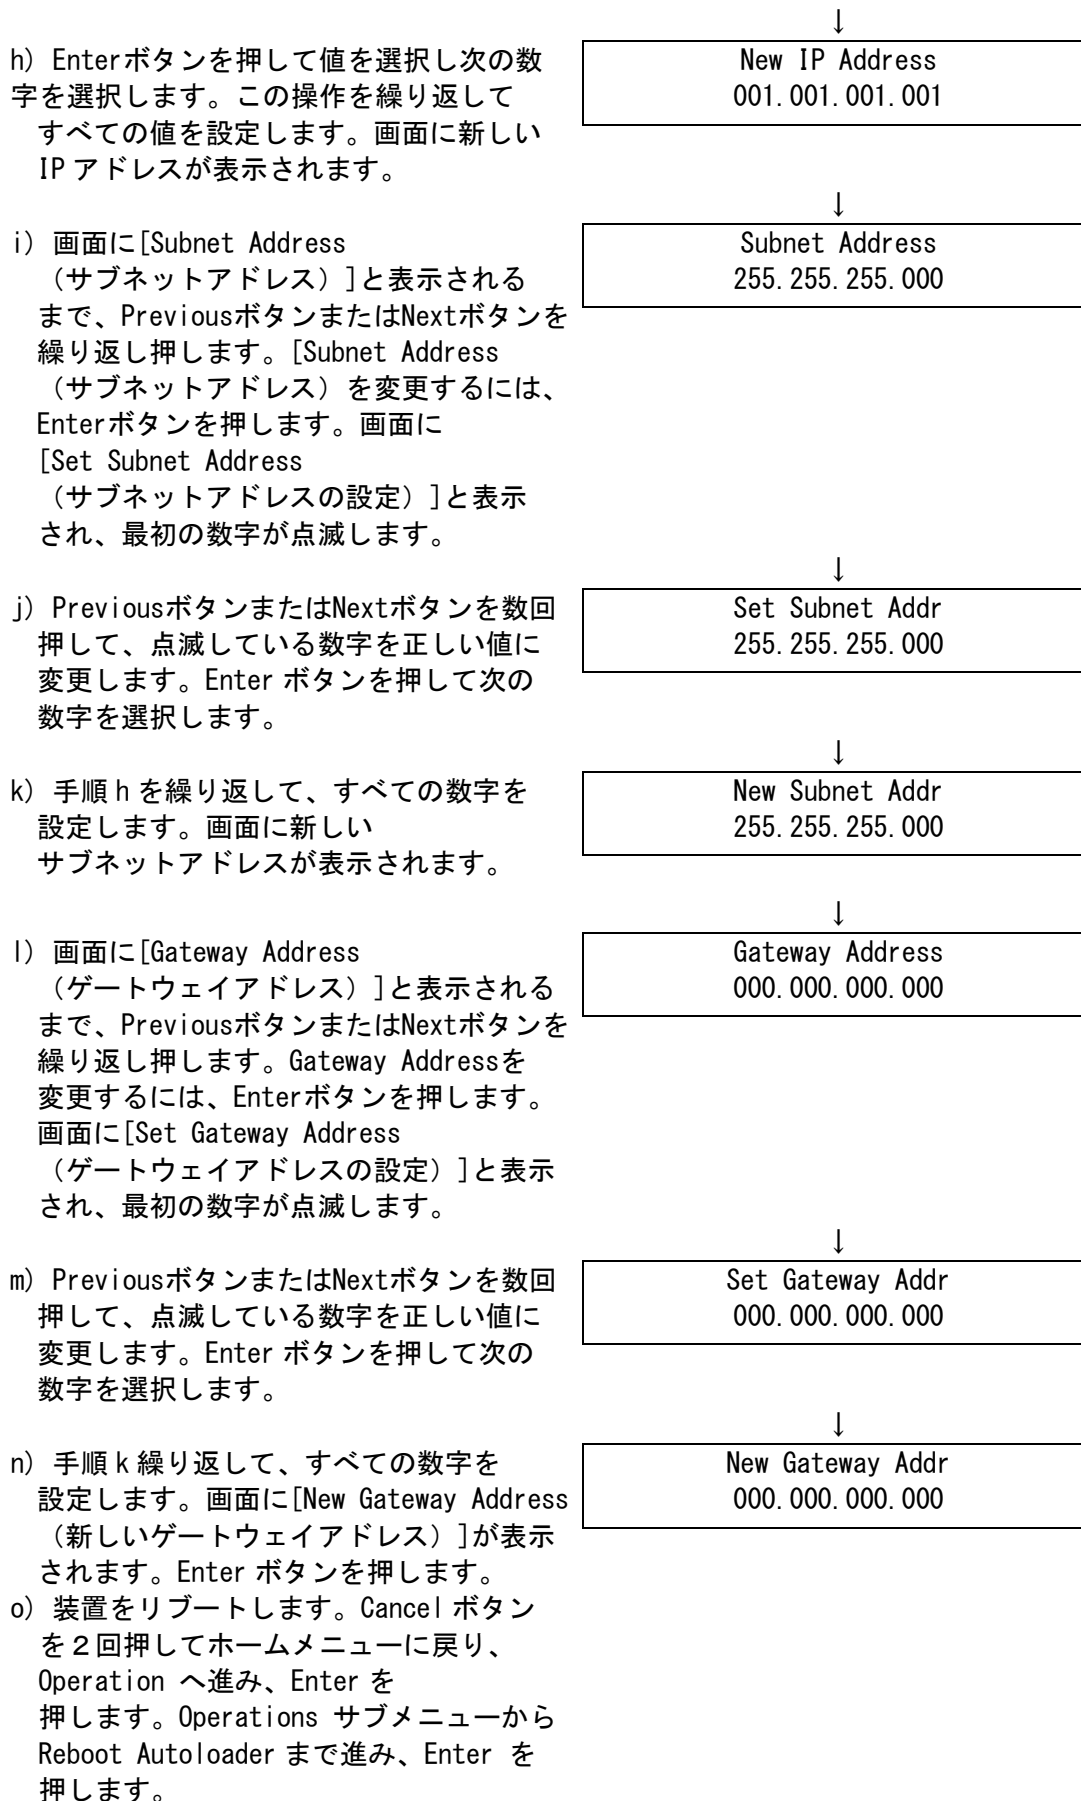 ↓
h) Enterボタンを押して値を選択し次の数
字を選択します。この操作を繰り返して
すべての値を設定します。画面に新しい
IP アドレスが表示されます。
New IP Address
001.001.001.001
↓
i) 画面に[Subnet Address
（サブネットアドレス）]と表示される
まで、PreviousボタンまたはNextボタンを
繰り返し押します。[Subnet Address
（サブネットアドレス）を変更するには、
Enterボタンを押します。画面に
[Set Subnet Address
（サブネットアドレスの設定）]と表示
され、最初の数字が点滅します。
Subnet Address
255.255.255.000
↓
j) PreviousボタンまたはNextボタンを数回
押して、点滅している数字を正しい値に
変更します。Enter ボタンを押して次の
数字を選択します。
Set Subnet Addr
255.255.255.000
↓
k) 手順 h を繰り返して、すべての数字を
設定します。画面に新しい
サブネットアドレスが表示されます。
New Subnet Addr
255.255.255.000
↓
l) 画面に[Gateway Address
（ゲートウェイアドレス）]と表示される
まで、PreviousボタンまたはNextボタンを
繰り返し押します。Gateway Addressを
変更するには、Enterボタンを押します。
画面に[Set Gateway Address
（ゲートウェイアドレスの設定）]と表示
され、最初の数字が点滅します。
Gateway Address
000.000.000.000
↓
m) PreviousボタンまたはNextボタンを数回
押して、点滅している数字を正しい値に
変更します。Enter ボタンを押して次の
数字を選択します。
Set Gateway Addr
000.000.000.000
↓
n) 手順 k 繰り返して、すべての数字を
設定します。画面に[New Gateway Address
（新しいゲートウェイアドレス）]が表示
されます。Enter ボタンを押します。
New Gateway Addr
000.000.000.000
o) 装置をリブートします。Cancel ボタン
を２回押してホームメニューに戻り、
Operation へ進み、Enter を
押します。Operations サブメニューから
Reboot Autoloader まで進み、Enter を
押します。